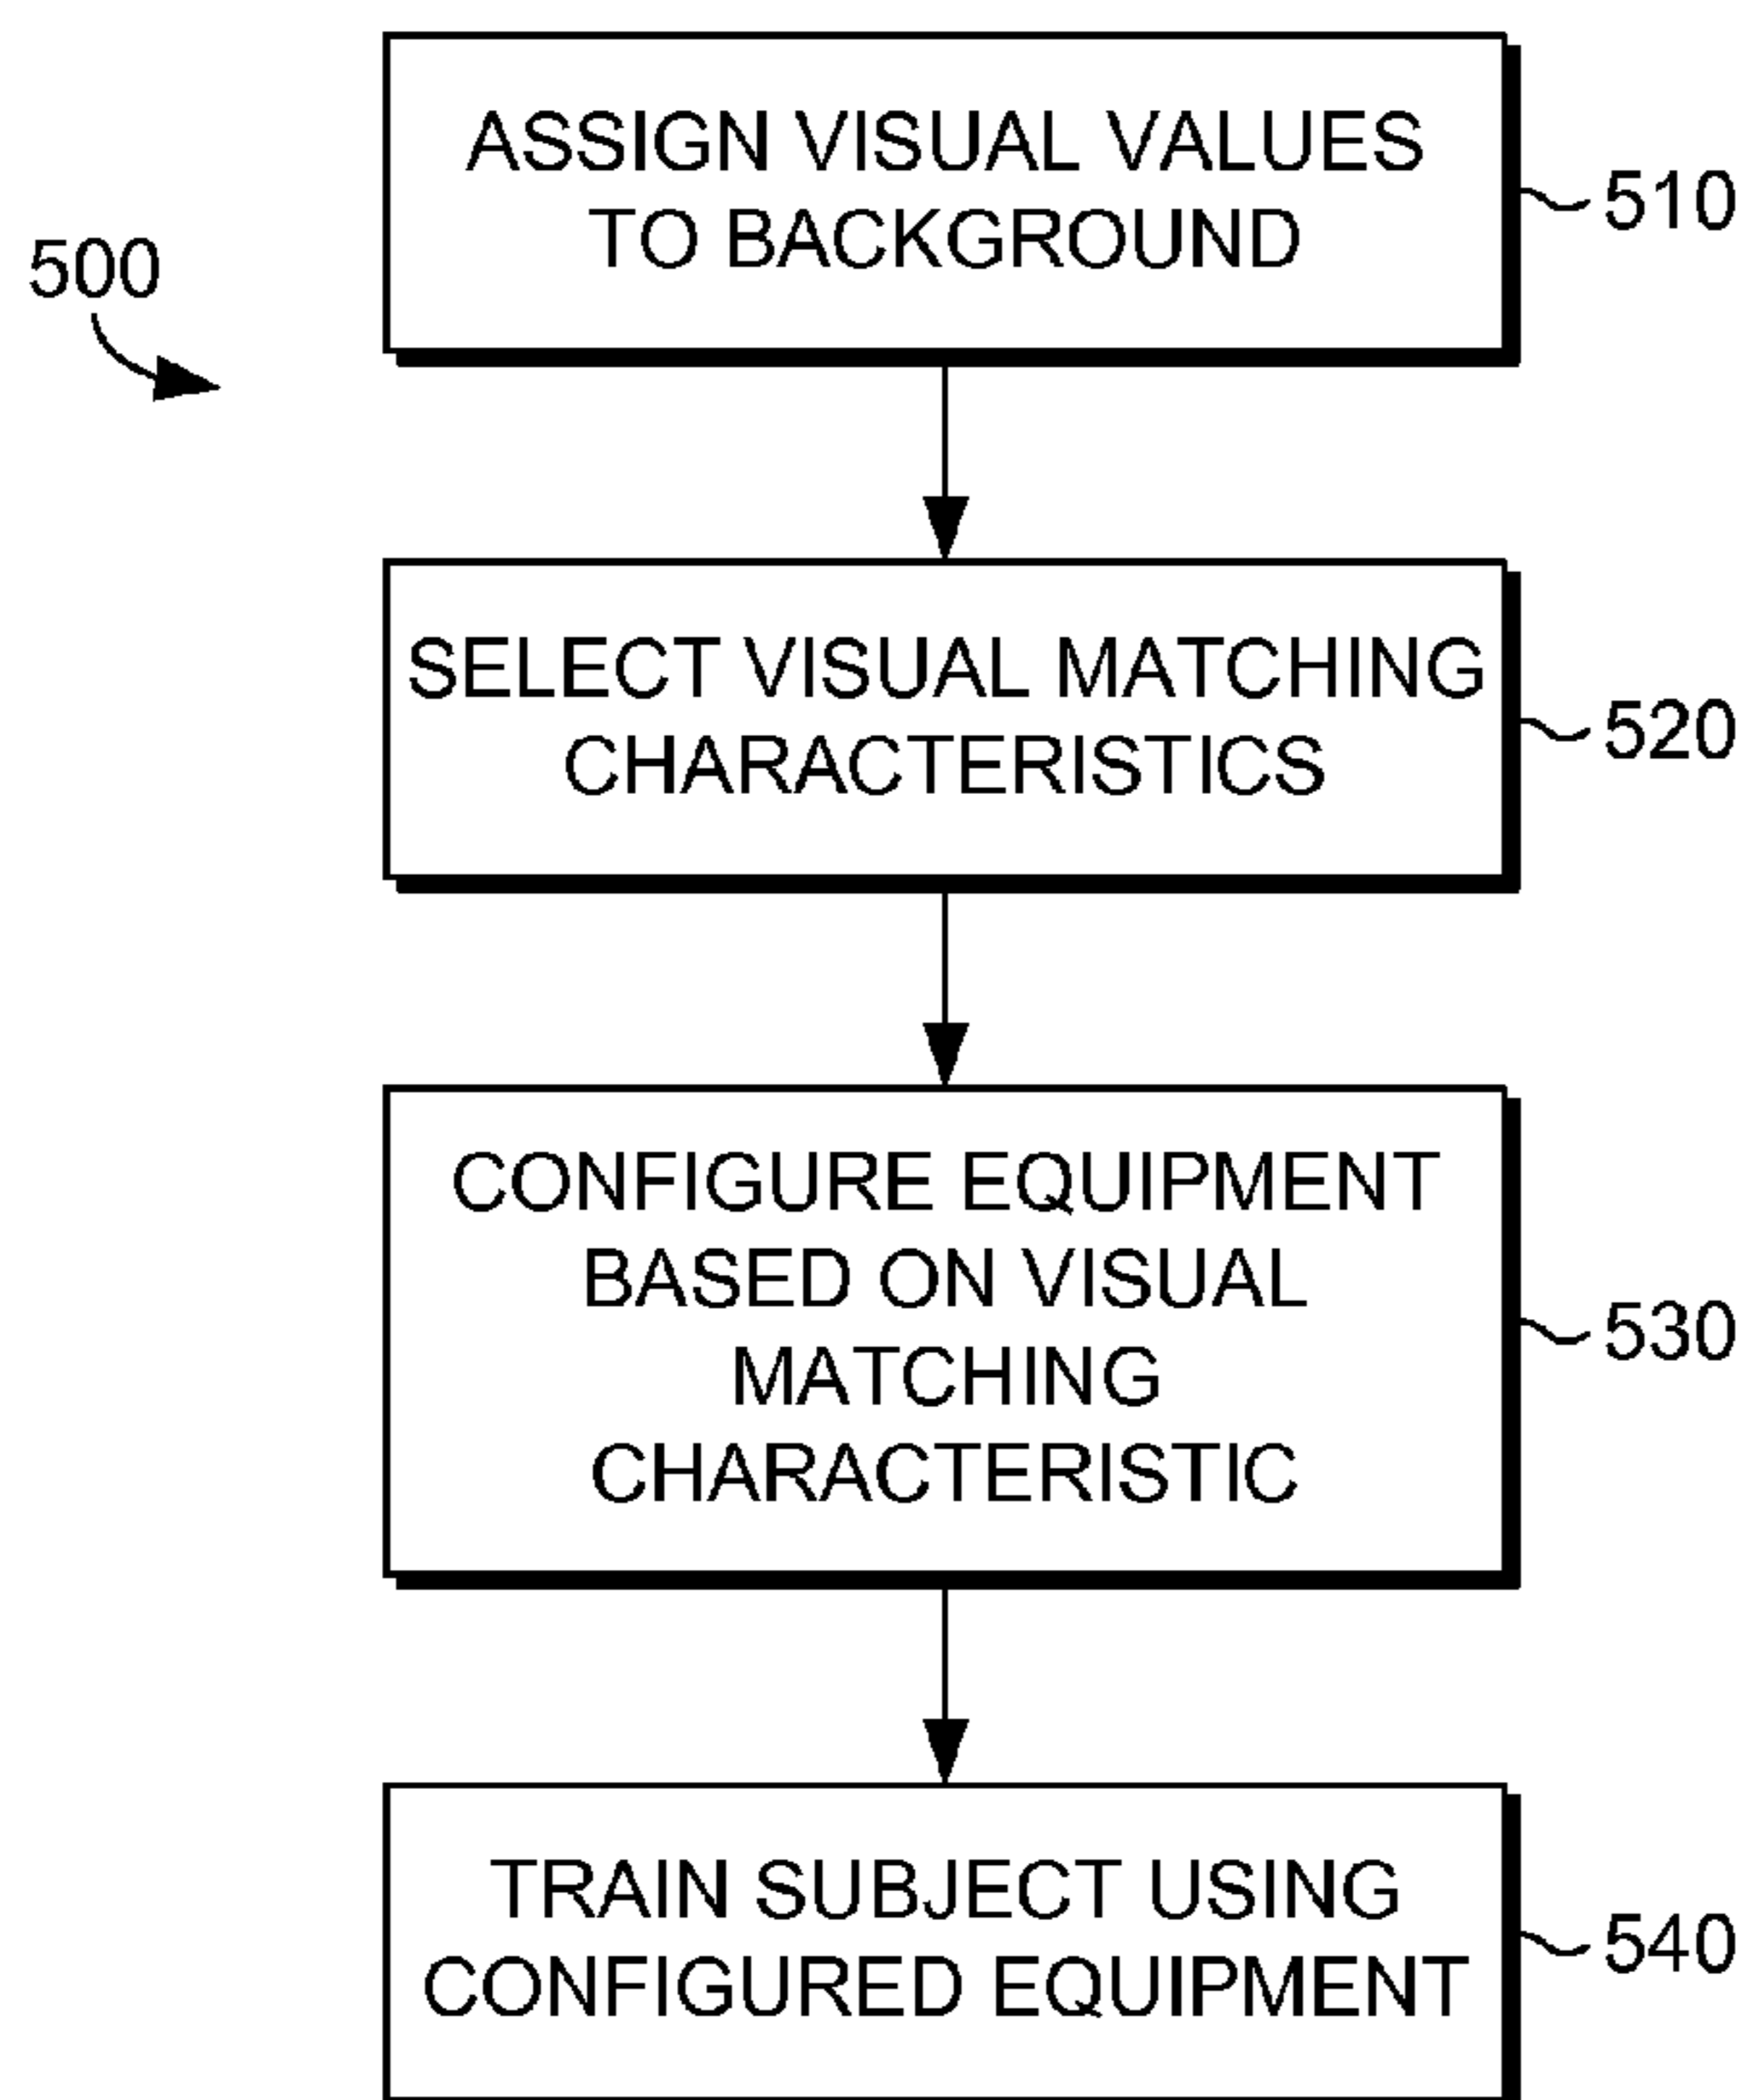 ASSIGN VISUAL VALUES
TO BACKGROUND
510
500
SELECT VISUAL MATCHING
CHARACTERISTICS
520
CONFIGURE EQUIPMENT
BASED ON VISUAL
MATCHING
CHARACTERISTIC
530
TRAIN SUBJECT USING
CONFIGURED EQUIPMENT
540